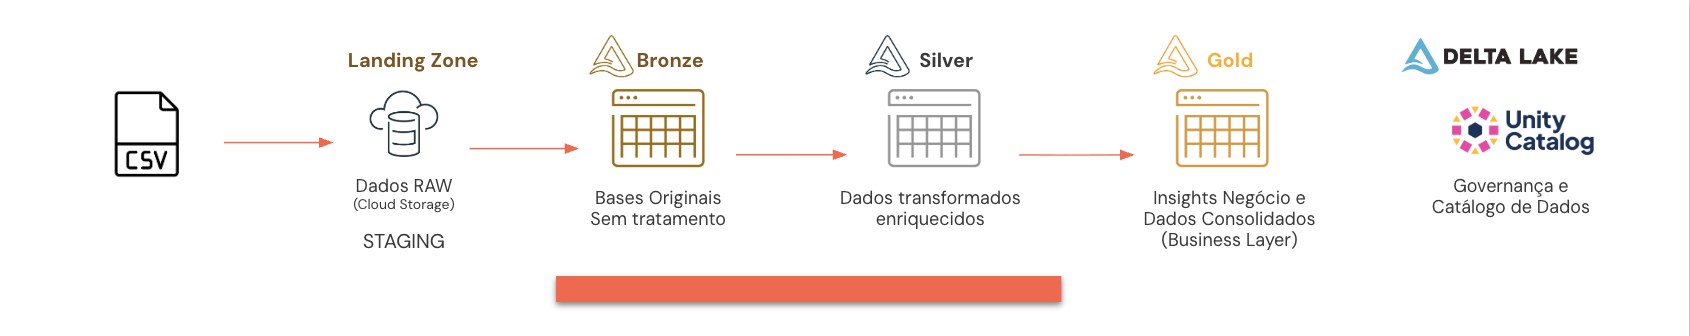 CSV
Landing Zone
Dados RAW
(Cloud Storage)
STAGING
Bronze
Bases Originais
Sem tratamento
Silver
Dados transformados
enriquecidos
Gold
Insights Negócio e
Dados Consolidados
(Business Layer)
DELTA LAKE
Unity
Catalog
Governança e
Catálogo de Dados